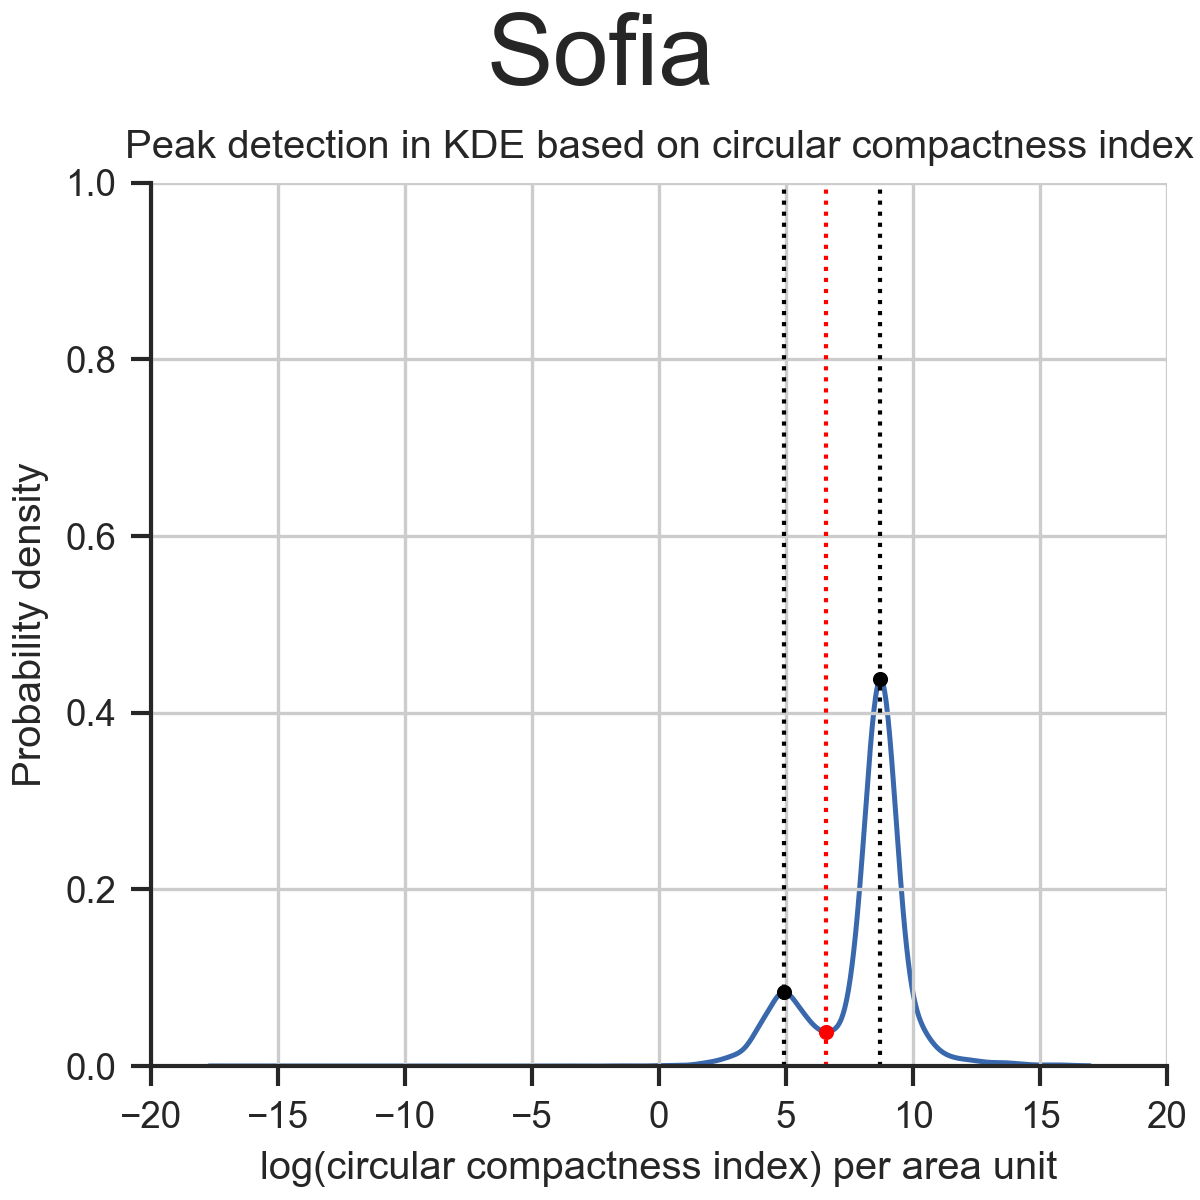 Sofia
Peak detection in KDE based on circular compactness index
1.0
0.8
0.6
0.4
0.2
0.0
Probability density
−20 −15 −10 −5 0 5 10 15 20
log(circular compactness index) per area unit